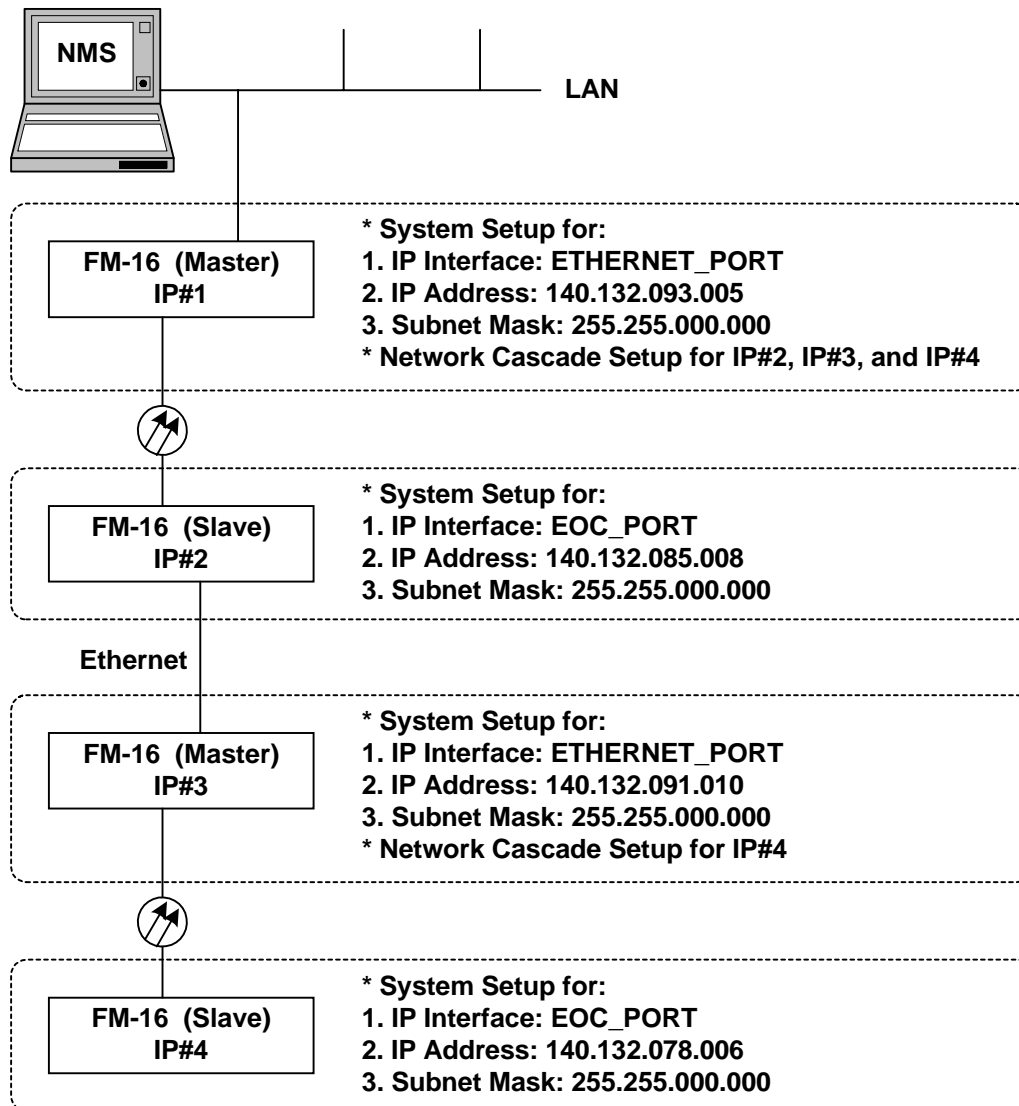 NMS
LAN
FM-16 (Master)
IP#1
* System Setup for:
1. IP Interface: ETHERNET_PORT
2. IP Address: 140.132.093.005
3. Subnet Mask: 255.255.000.000
* Network Cascade Setup for IP#2, IP#3, and IP#4
FM-16 (Slave)
IP#2
* System Setup for:
1. IP Interface: EOC_PORT
2. IP Address: 140.132.085.008
3. Subnet Mask: 255.255.000.000
Ethernet
FM-16 (Master)
IP#3
* System Setup for:
1. IP Interface: ETHERNET_PORT
2. IP Address: 140.132.091.010
3. Subnet Mask: 255.255.000.000
* Network Cascade Setup for IP#4
FM-16 (Slave)
IP#4
* System Setup for:
1. IP Interface: EOC_PORT
2. IP Address: 140.132.078.006
3. Subnet Mask: 255.255.000.000